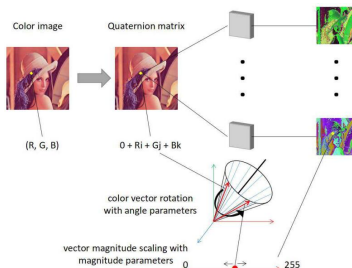 Color image
Quaternion matrix
(R, G, B)
0 + Ri + Gj + Bk
color vector rotation
with angle parameters
vector magnitude scaling with
magnitude parameters
0
255